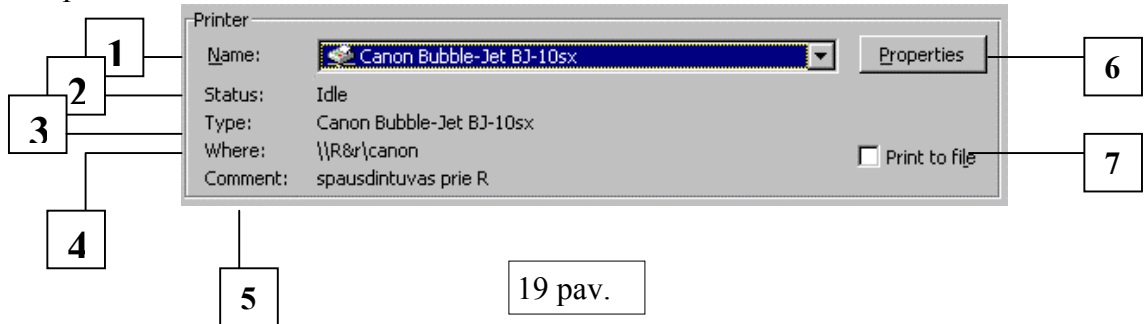 Printer
1 Name: Canon Bubble-Jet BJ-10sx Properties 6
2 Status: Idle
3 Type: Canon Bubble-Jet BJ-10sx
Where: \\R&r\canon Print to file 7
Comment: spausdintuvas prie R
4
5
19 pav.